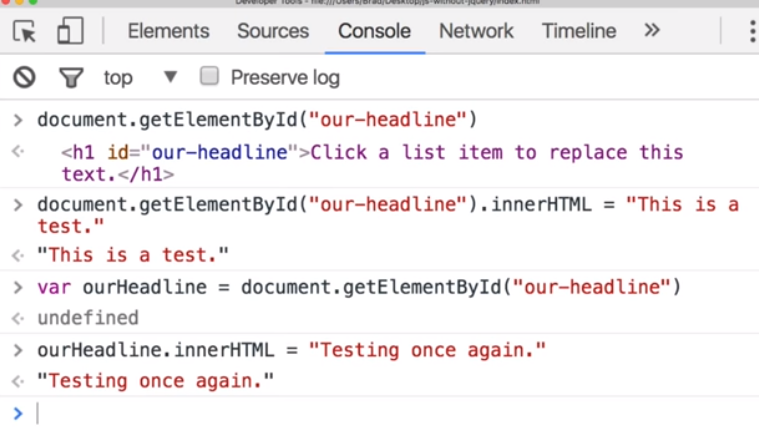 Developer Tools - file:///Users/Brad/Desktop/js-without-jquery/index.html
Elements Sources Console Network Timeline »
top ▼ Preserve log
> document.getElementById("our-headline")
<h1 id="our-headline">Click a list item to replace this
text.</h1>
> document.getElementById("our-headline").innerHTML = "This is a
test."
"This is a test."
> var ourHeadline = document.getElementById("our-headline")
undefined
> ourHeadline.innerHTML = "Testing once again."
"Testing once again."
>